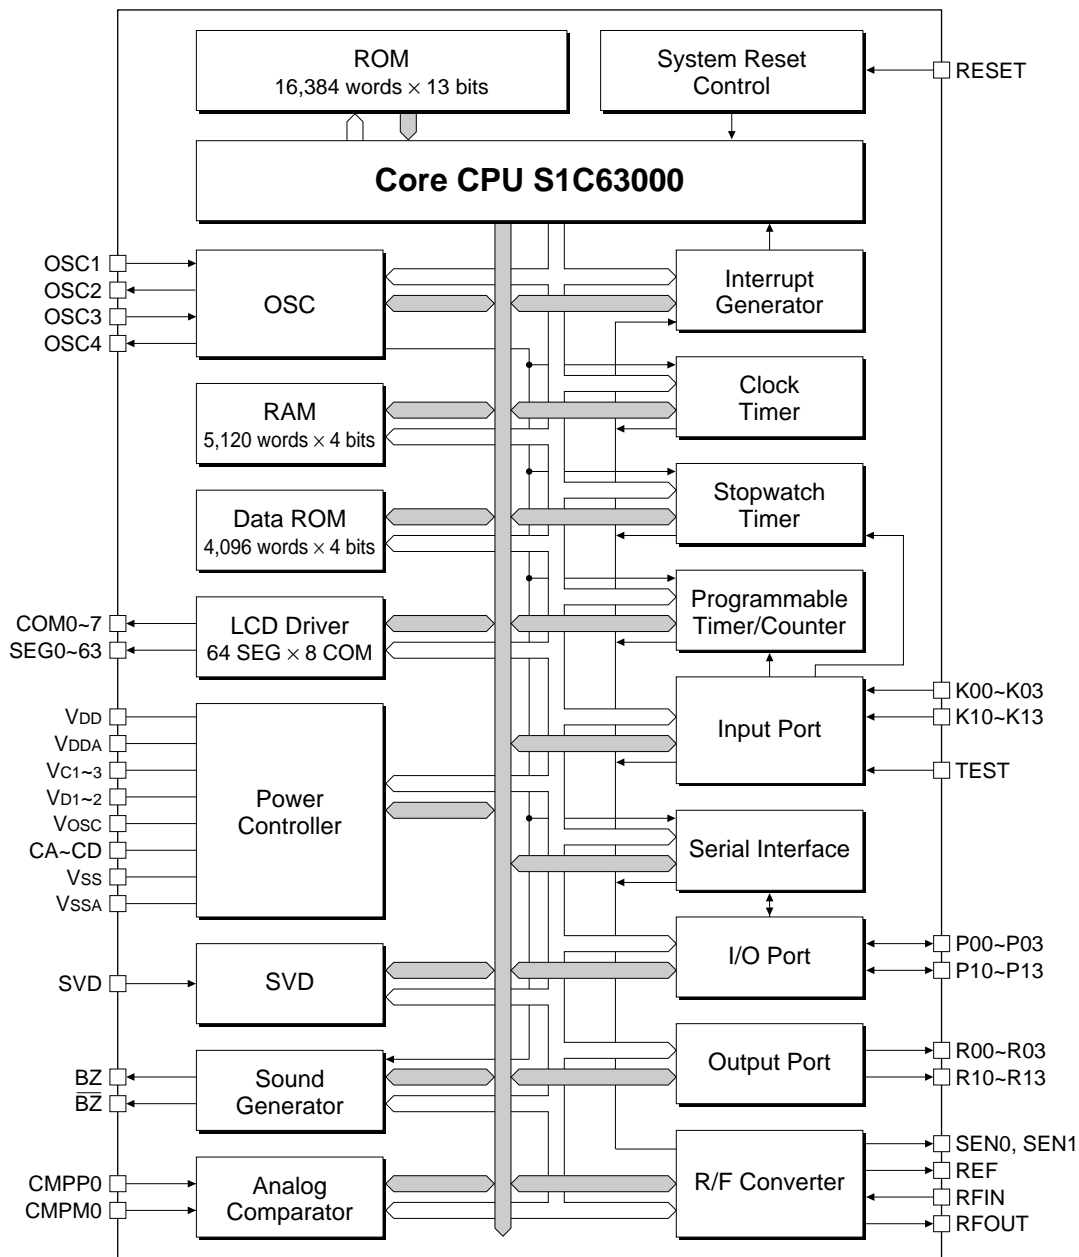 ROM
16,384 words × 13 bits
System Reset
Control
RESET
Core CPU S1C63000
OSC1
OSC2
OSC3
OSC4
OSC
Interrupt
Generator
RAM
5,120 words × 4 bits
Clock
Timer
Data ROM
4,096 words × 4 bits
Stopwatch
Timer
COM0~7
SEG0~63
LCD Driver
64 SEG × 8 COM
Programmable
Timer/Counter
VDD
VDDA
VC1~3
VD1~2
VOSC
CA~CD
VSS
VSSA
Power
Controller
Input Port
K00~K03
K10~K13
TEST
Serial Interface
SVD
SVD
I/O Port
P00~P03
P10~P13
BZ
B̅Z̅
Sound
Generator
Output Port
R00~R03
R10~R13
CMPP0
CMPM0
Analog
Comparator
R/F Converter
SEN0, SEN1
REF
RFIN
RFOUT